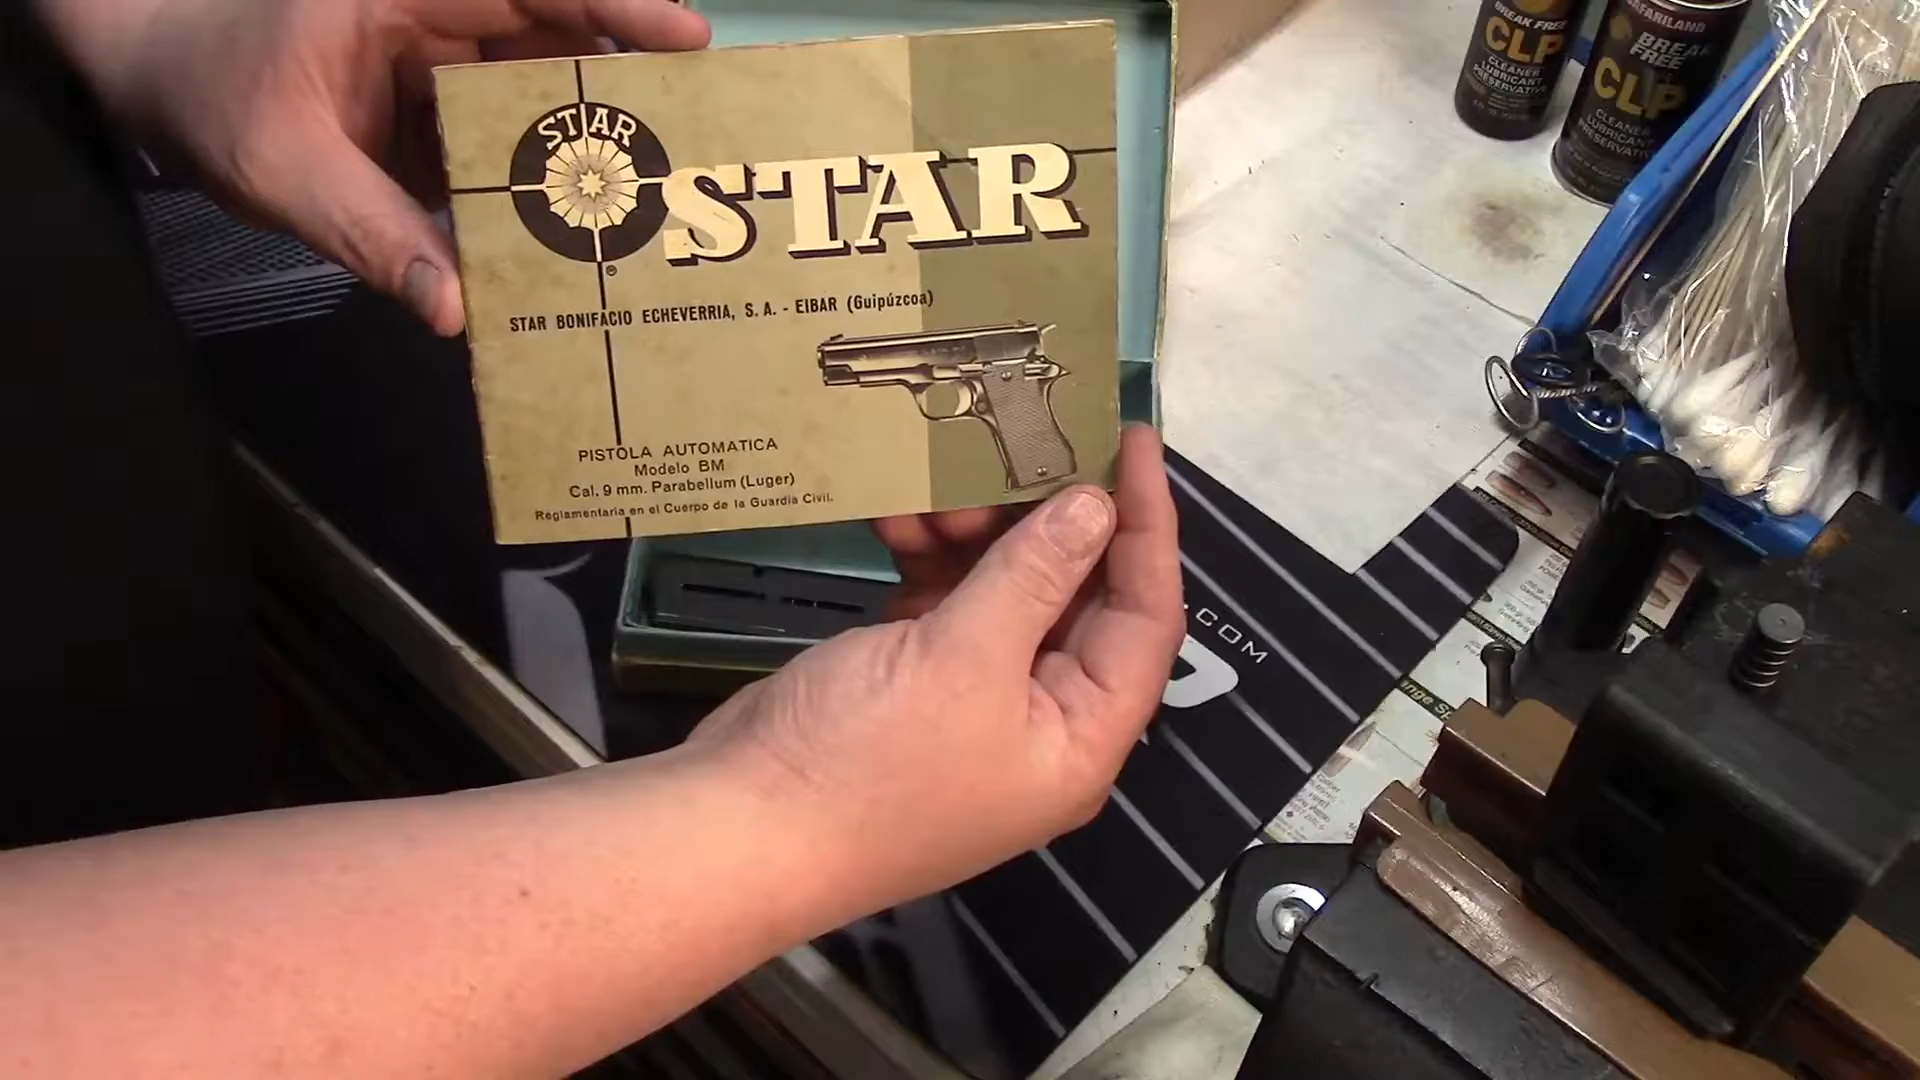 STAR
STAR
®
STAR BONIFACIO ECHEVERRIA, S. A. - EIBAR (Guipúzcoa)
PISTOLA AUTOMATICA
Modelo BM
Cal. 9 mm. Parabellum (Luger)
Reglamentaria en el Cuerpo de la Guardia Civil.
BREAK FREE
CLP
CLEANER
LUBRICANT
PRESERVATIVE
SAFARILAND
BREAK
FREE
CLP
CLEANER
LUBRICANT
PRESERVATIVE
.COM